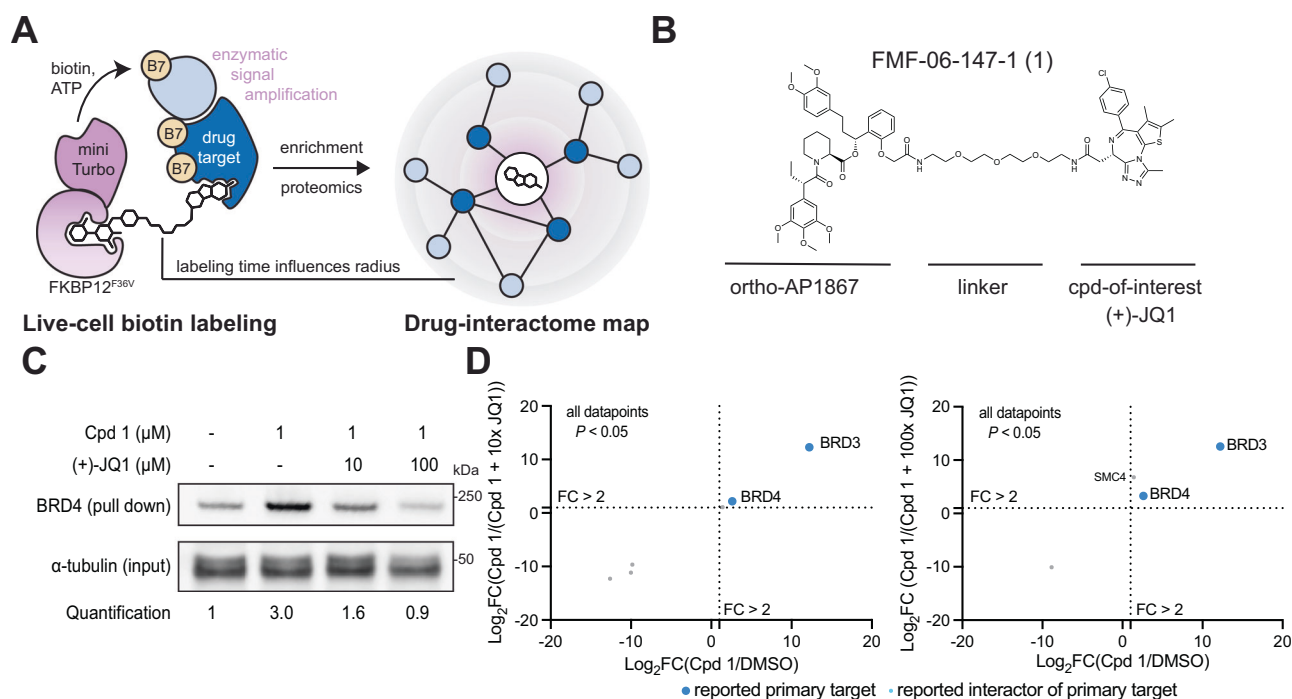 A
biotin,
ATP
B7
enzymatic
signal
amplification
B7
B7
drug
target
mini
Turbo
FKBP12F36V
enrichment
proteomics
labeling time influences radius
Live-cell biotin labeling
Drug-interactome map
B
FMF-06-147-1 (1)
ortho-AP1867
linker
cpd-of-interest
(+)-JQ1
C
Cpd 1 (μM) - 1 1 1
(+)-JQ1 (μM) - - 10 100
kDa
BRD4 (pull down)
-250
α-tubulin (input)
-50
Quantification 1 3.0 1.6 0.9
D
Log2FC(Cpd 1/(Cpd 1 + 10x JQ1))
20
10
0
-10
-20
all datapoints
P < 0.05
BRD3
BRD4
FC > 2
FC > 2
-20 -10 0 10 20
Log2FC(Cpd 1/DMSO)
Log2FC (Cpd 1/(Cpd 1 + 100x JQ1))
20
10
0
-10
-20
all datapoints
P < 0.05
BRD3
SMC4
BRD4
FC > 2
FC > 2
-20 -10 0 10 20
Log2FC(Cpd 1/DMSO)
reported primary target
reported interactor of primary target